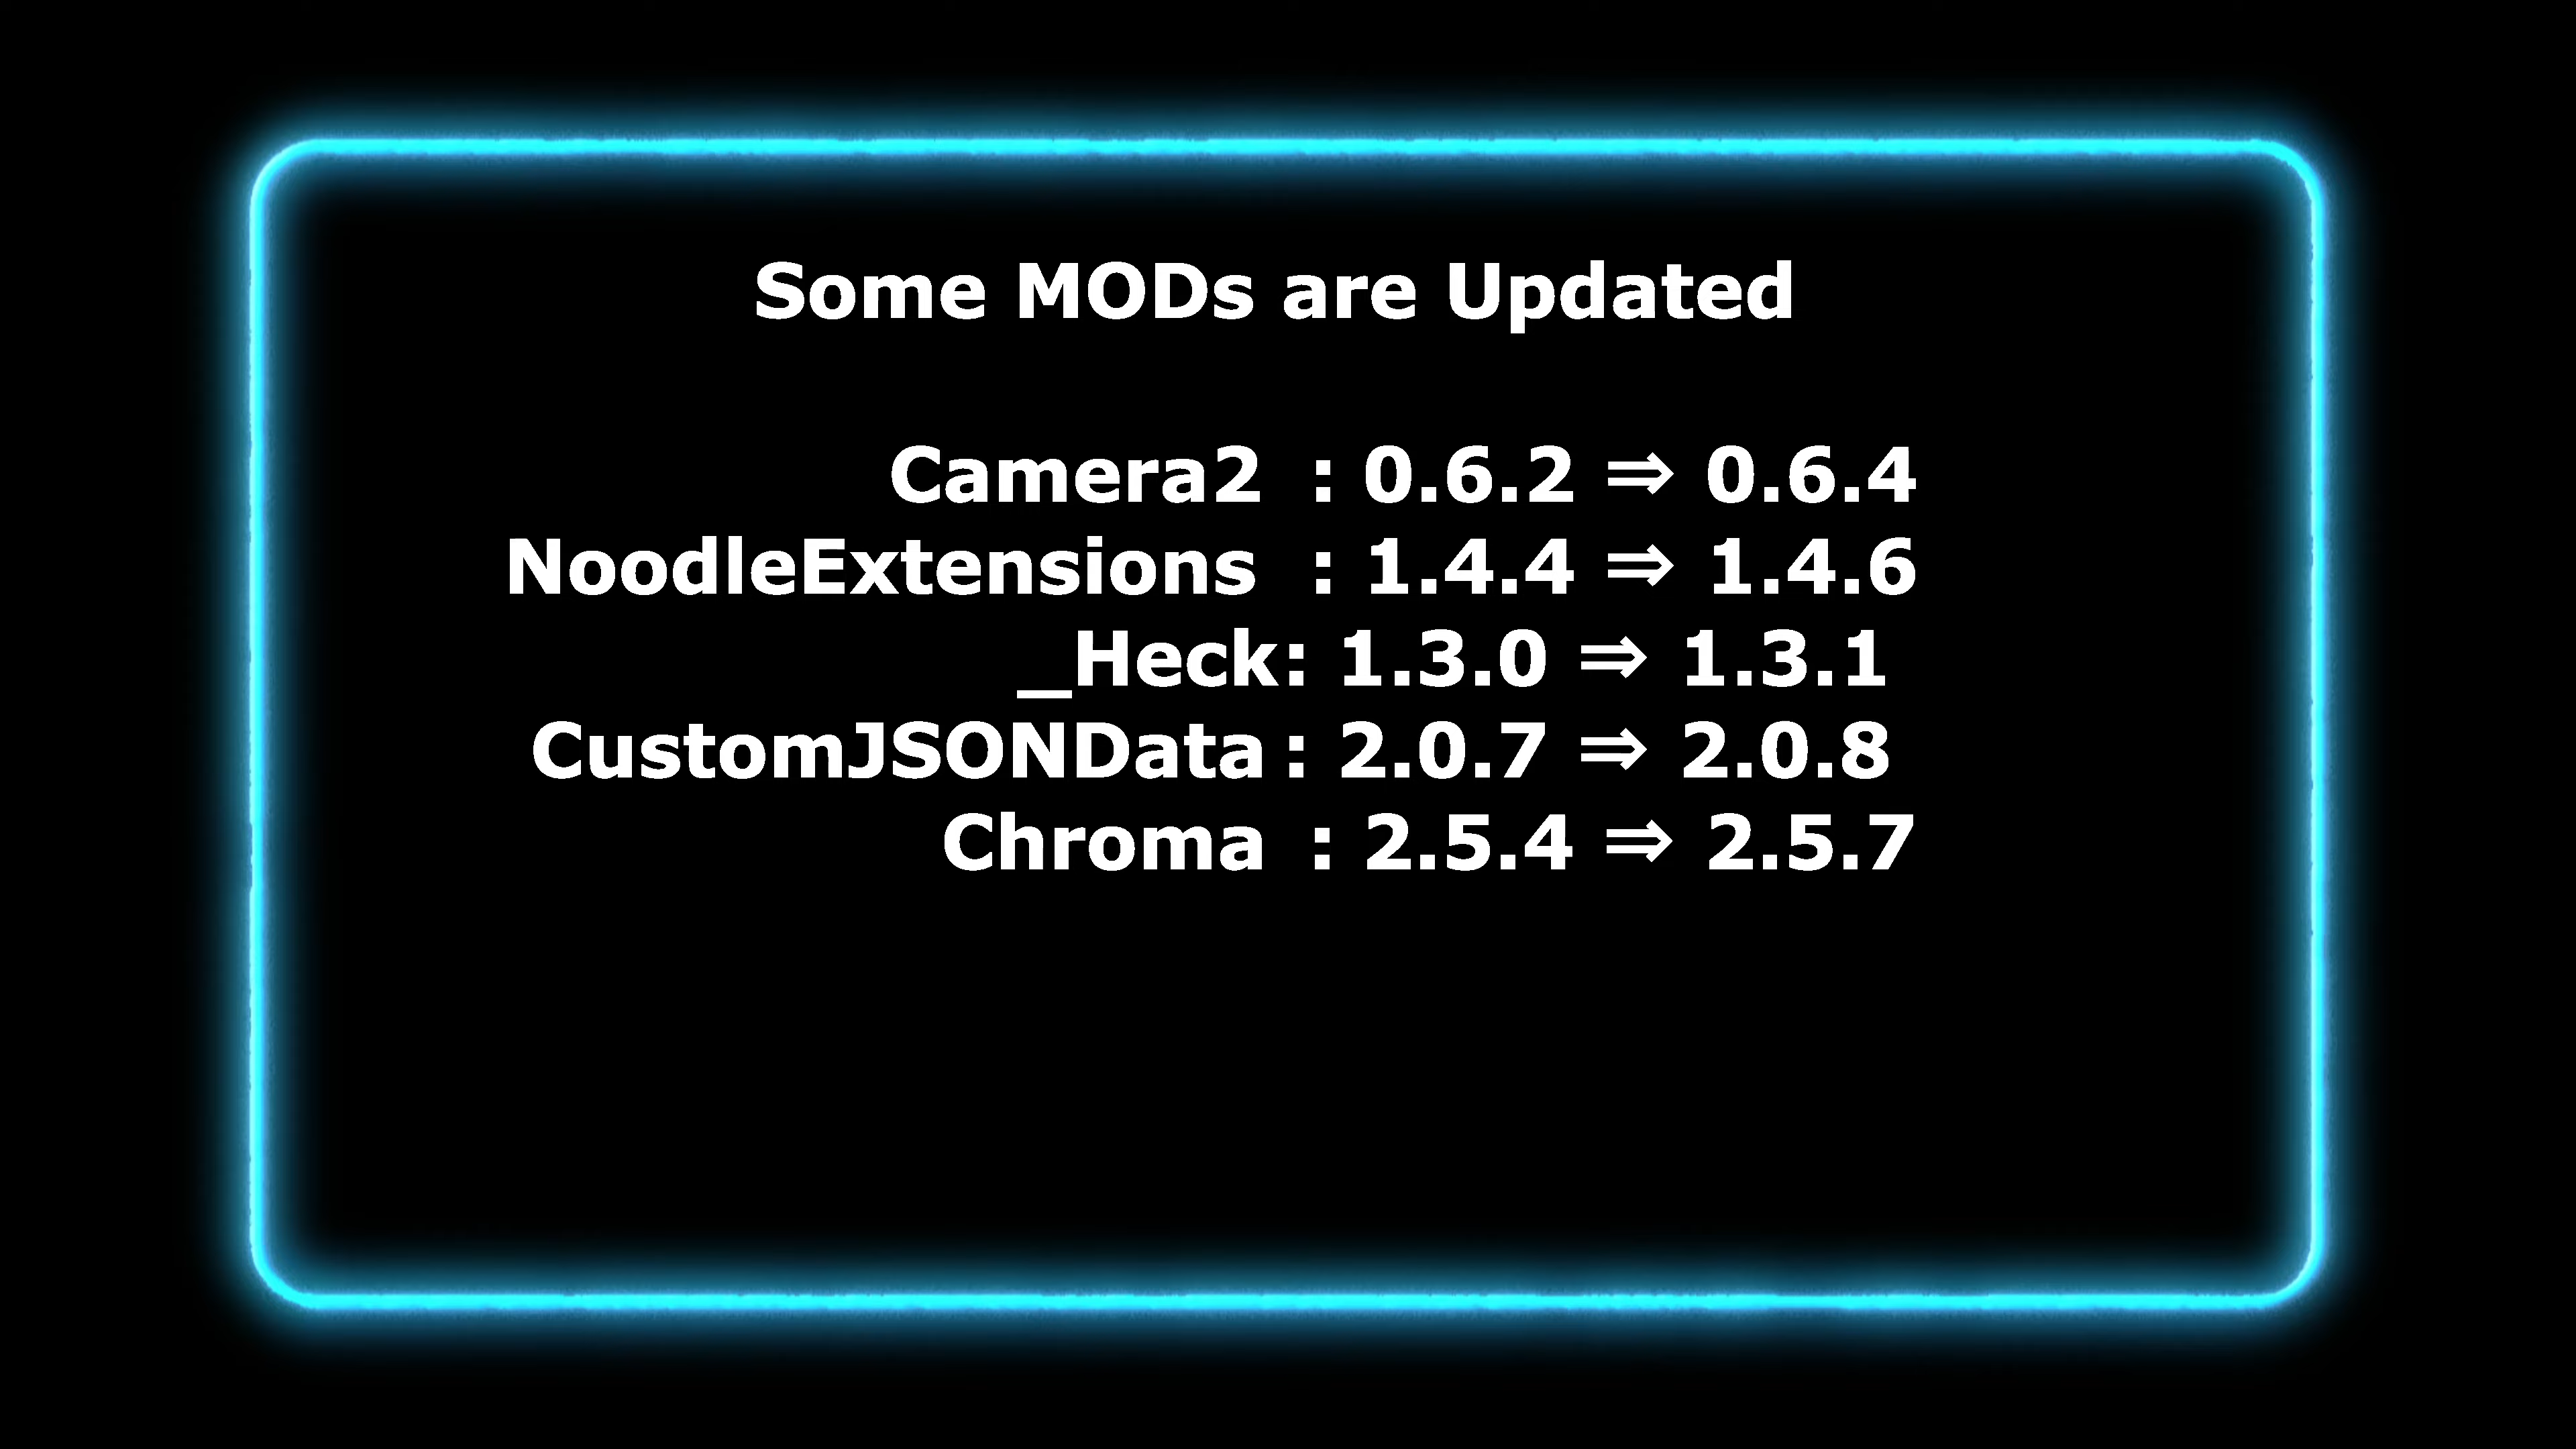 Some MODs are Updated
Camera2 : 0.6.2 ⇒ 0.6.4
NoodleExtensions : 1.4.4 ⇒ 1.4.6
_Heck: 1.3.0 ⇒ 1.3.1
CustomJSONData : 2.0.7 ⇒ 2.0.8
Chroma : 2.5.4 ⇒ 2.5.7